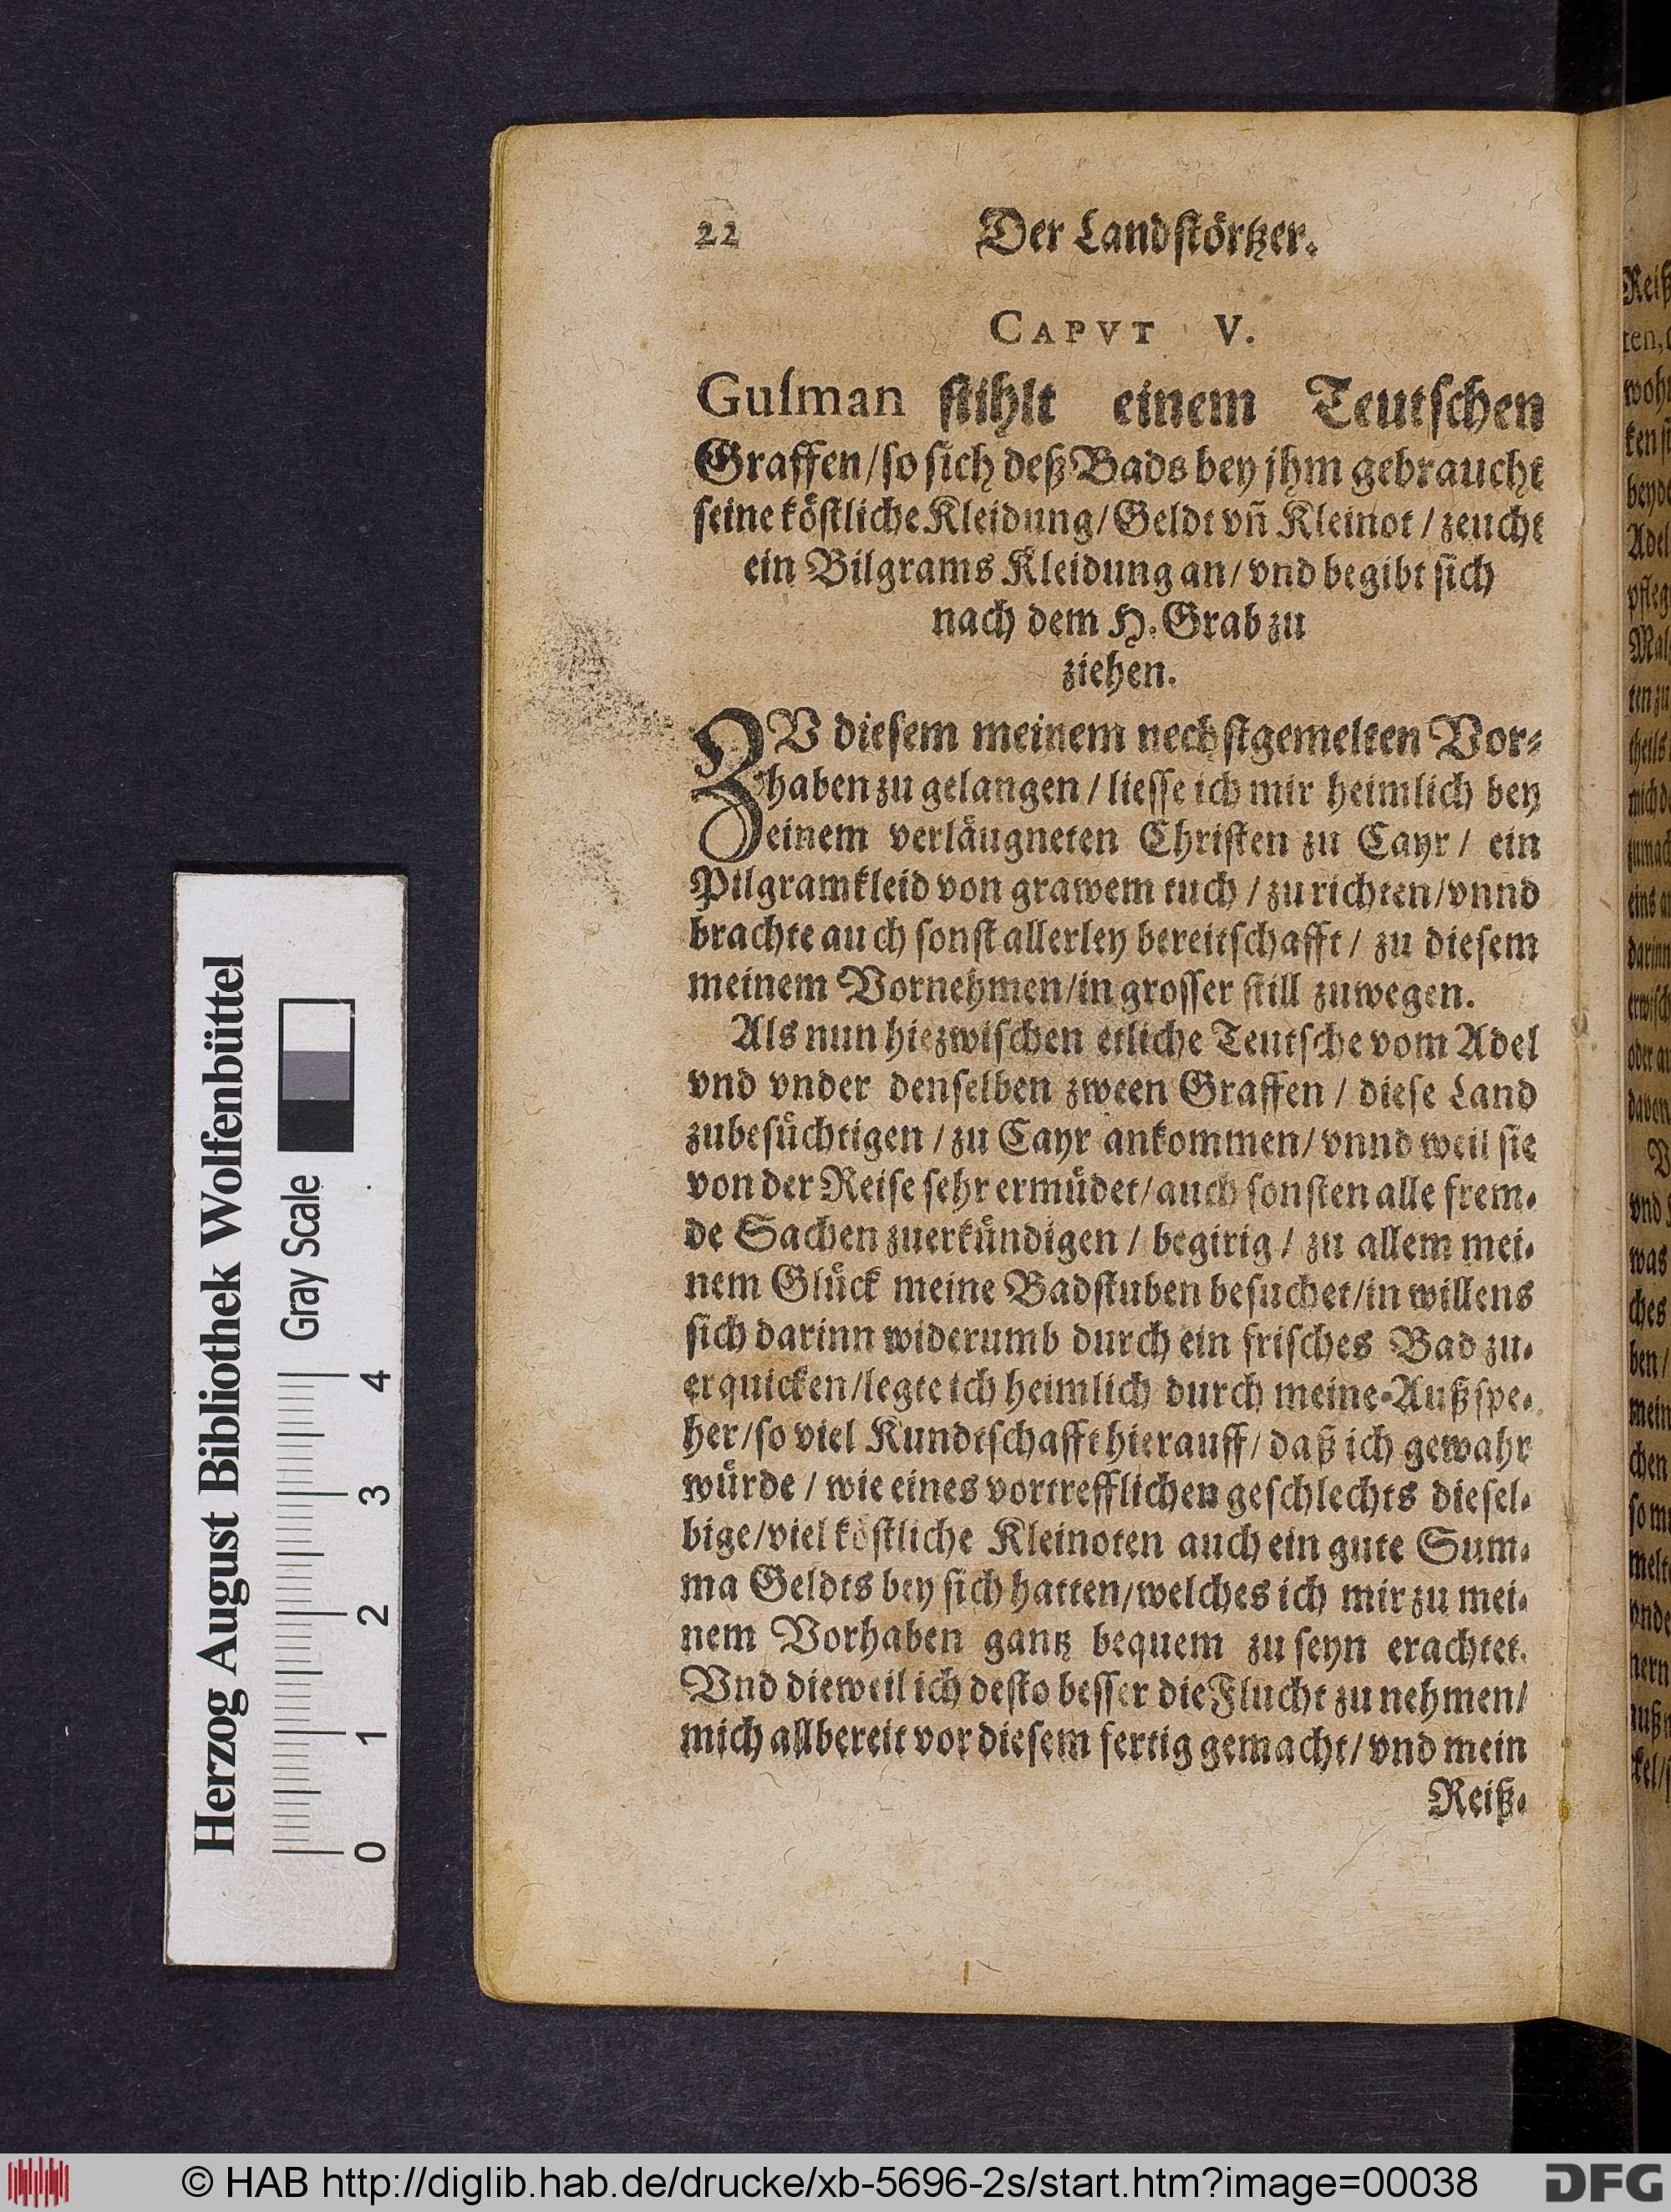 22 Der Landstörtzer.
CAPVT V.
Gusman stihlt einem Teutschen
Graffen/so sich deß Bads bey jhm gebraucht
seine köstliche Kleidung/Geldt vñ Kleinot/zeucht
ein Bilgrams Kleidung an/vnd begibt sich
nach dem H. Grab zu
ziehen.
ZV diesem meinem nechstgemelten Vor-
haben zu gelangen/liesse ich mir heimlich bey
einem verläugneten Christen zu Cayr/ ein
Pilgramkleid von grawem tuch/zu richten/vnnd
brachte auch sonst allerley bereitschafft/ zu diesem
meinem Vornehmen/in grosser still zuwegen.
Als nun hiezwischen etliche Teutsche vom Adel
vnd vnder denselben zween Graffen/ diese Land
zubesüchtigen/zu Cayr ankommen/vnnd weil sie
von der Reise sehr ermüdet/auch sonsten alle frem-
de Sachen zuerkündigen/ begirig/ zu allem mei-
nem Glück meine Badstuben besuchet/in willens
sich darinn widerumb durch ein frisches Bad zu-
erquicken/legte ich heimlich durch meine Außspe-
her/so viel Kundtschafft hierauff/daß ich gewahr
würde/ wie eines vortrefflichen geschlechts diesel-
bige/viel köstliche Kleinoten auch ein gute Sum-
ma Geldts bey sich hatten/welches ich mir zu mei-
nem Vorhaben gantz bequem zu seyn erachtet.
Vnd dieweil ich desto besser die Flucht zu nehmen/
mich allbereit vor diesem fertig gemacht/vnd mein
Reiß-
Herzog August Bibliothek Wolfenbüttel
Gray Scale
0 1 2 3 4
© HAB http://diglib.hab.de/drucke/xb-5696-2s/start.htm?image=00038
DFG